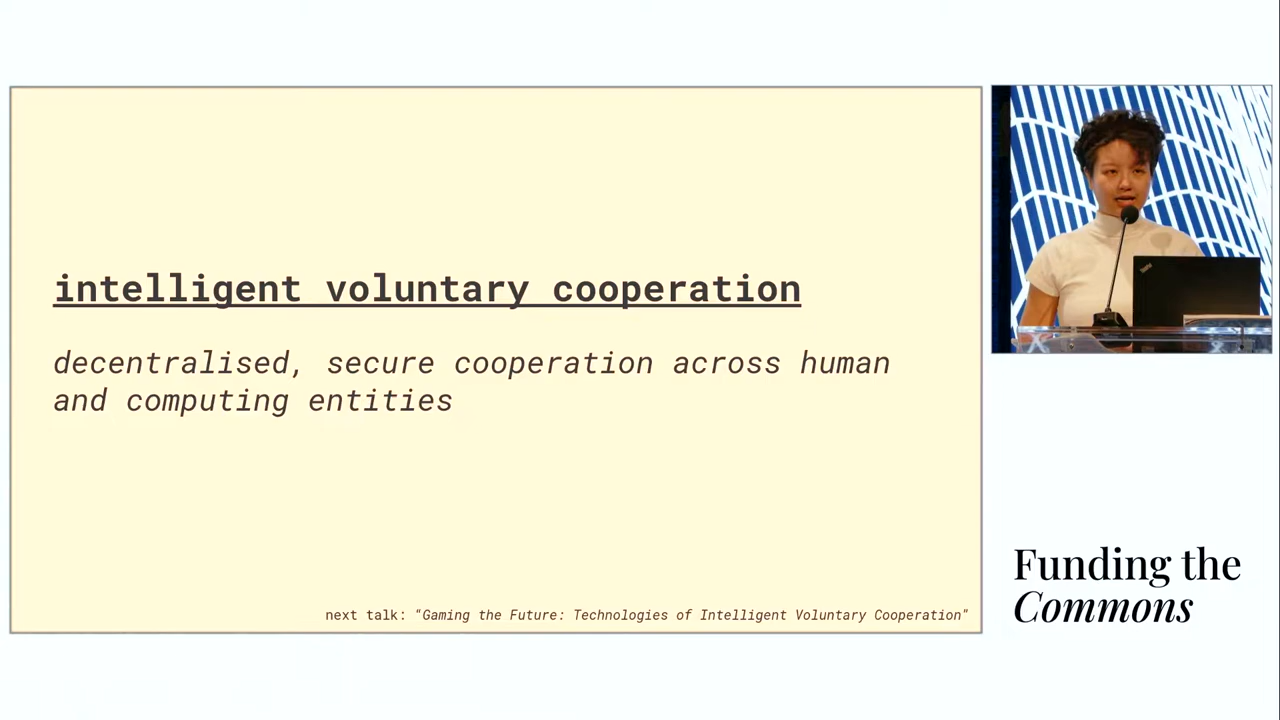 intelligent voluntary cooperation
decentralised, secure cooperation across human
and computing entities
next talk: “Gaming the Future: Technologies of Intelligent Voluntary Cooperation”
Funding the
Commons